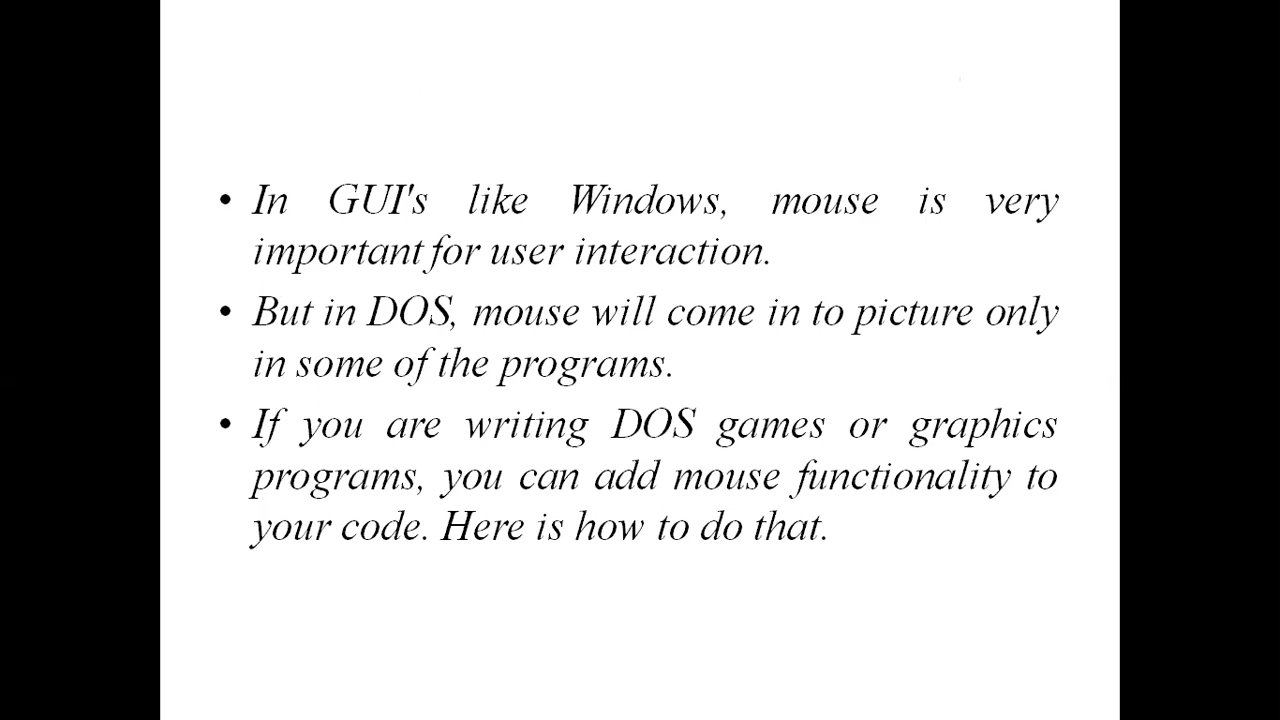 • In GUI's like Windows, mouse is very
important for user interaction.
• But in DOS, mouse will come in to picture only
in some of the programs.
• If you are writing DOS games or graphics
programs, you can add mouse functionality to
your code. Here is how to do that.